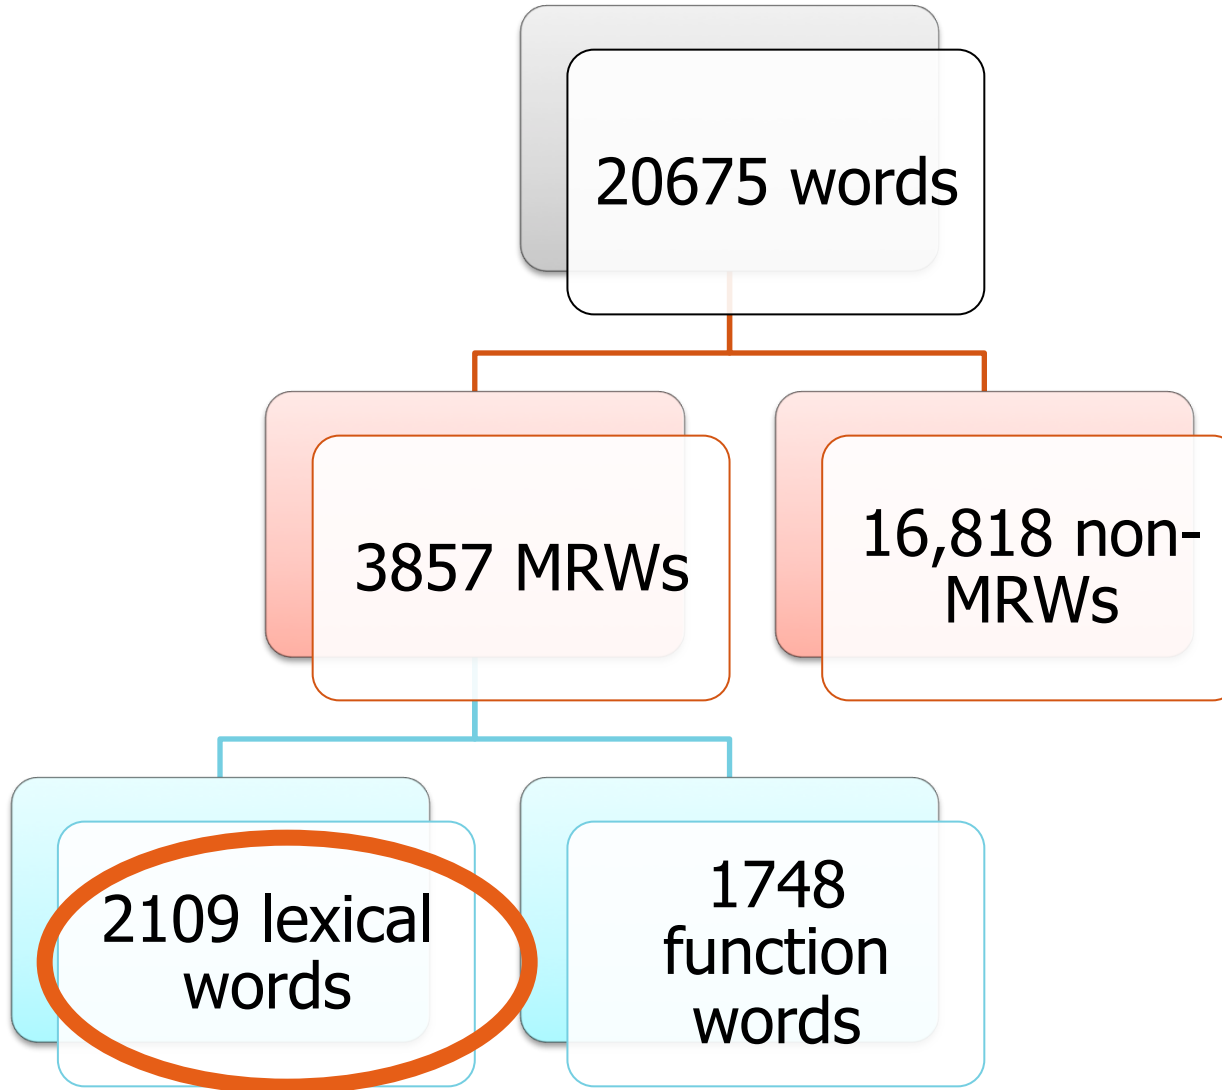 20675 words
3857 MRWs
16,818 non-
MRWs
2109 lexical
words
1748
function
words